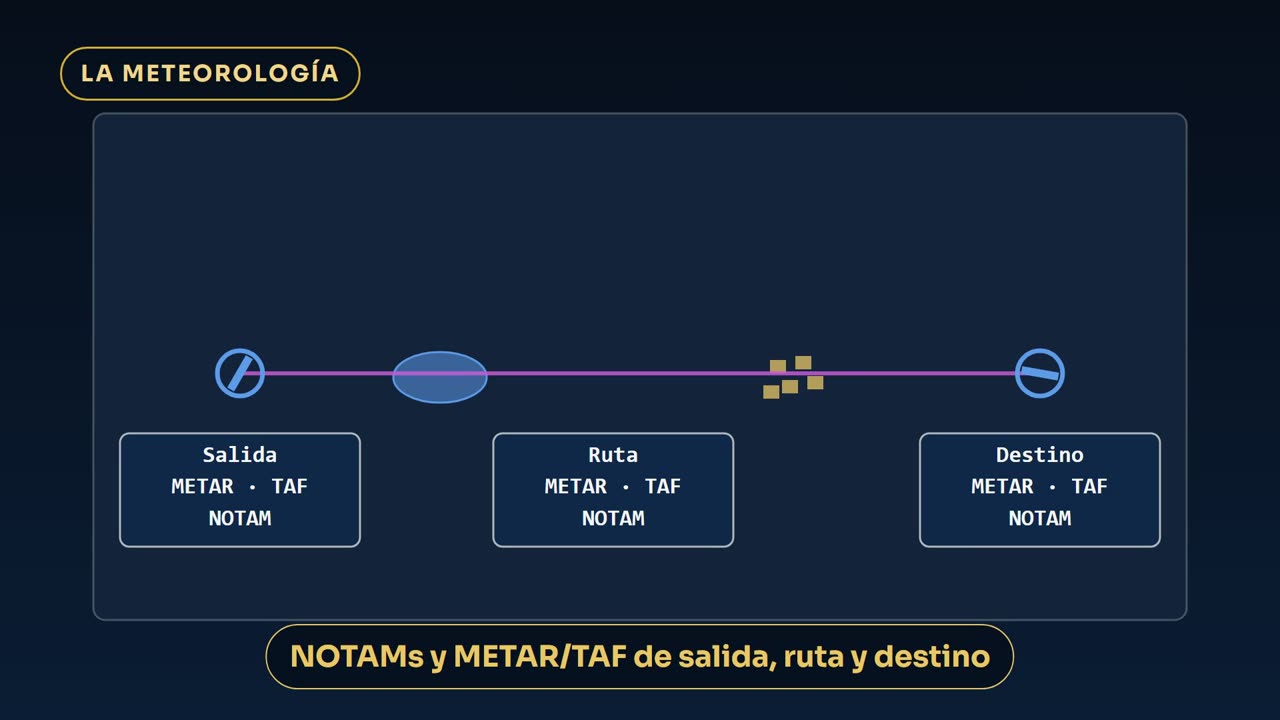 LA METEOROLOGÍA
Salida
METAR · TAF
NOTAM
Ruta
METAR · TAF
NOTAM
Destino
METAR · TAF
NOTAM
NOTAMs y METAR/TAF de salida, ruta y destino